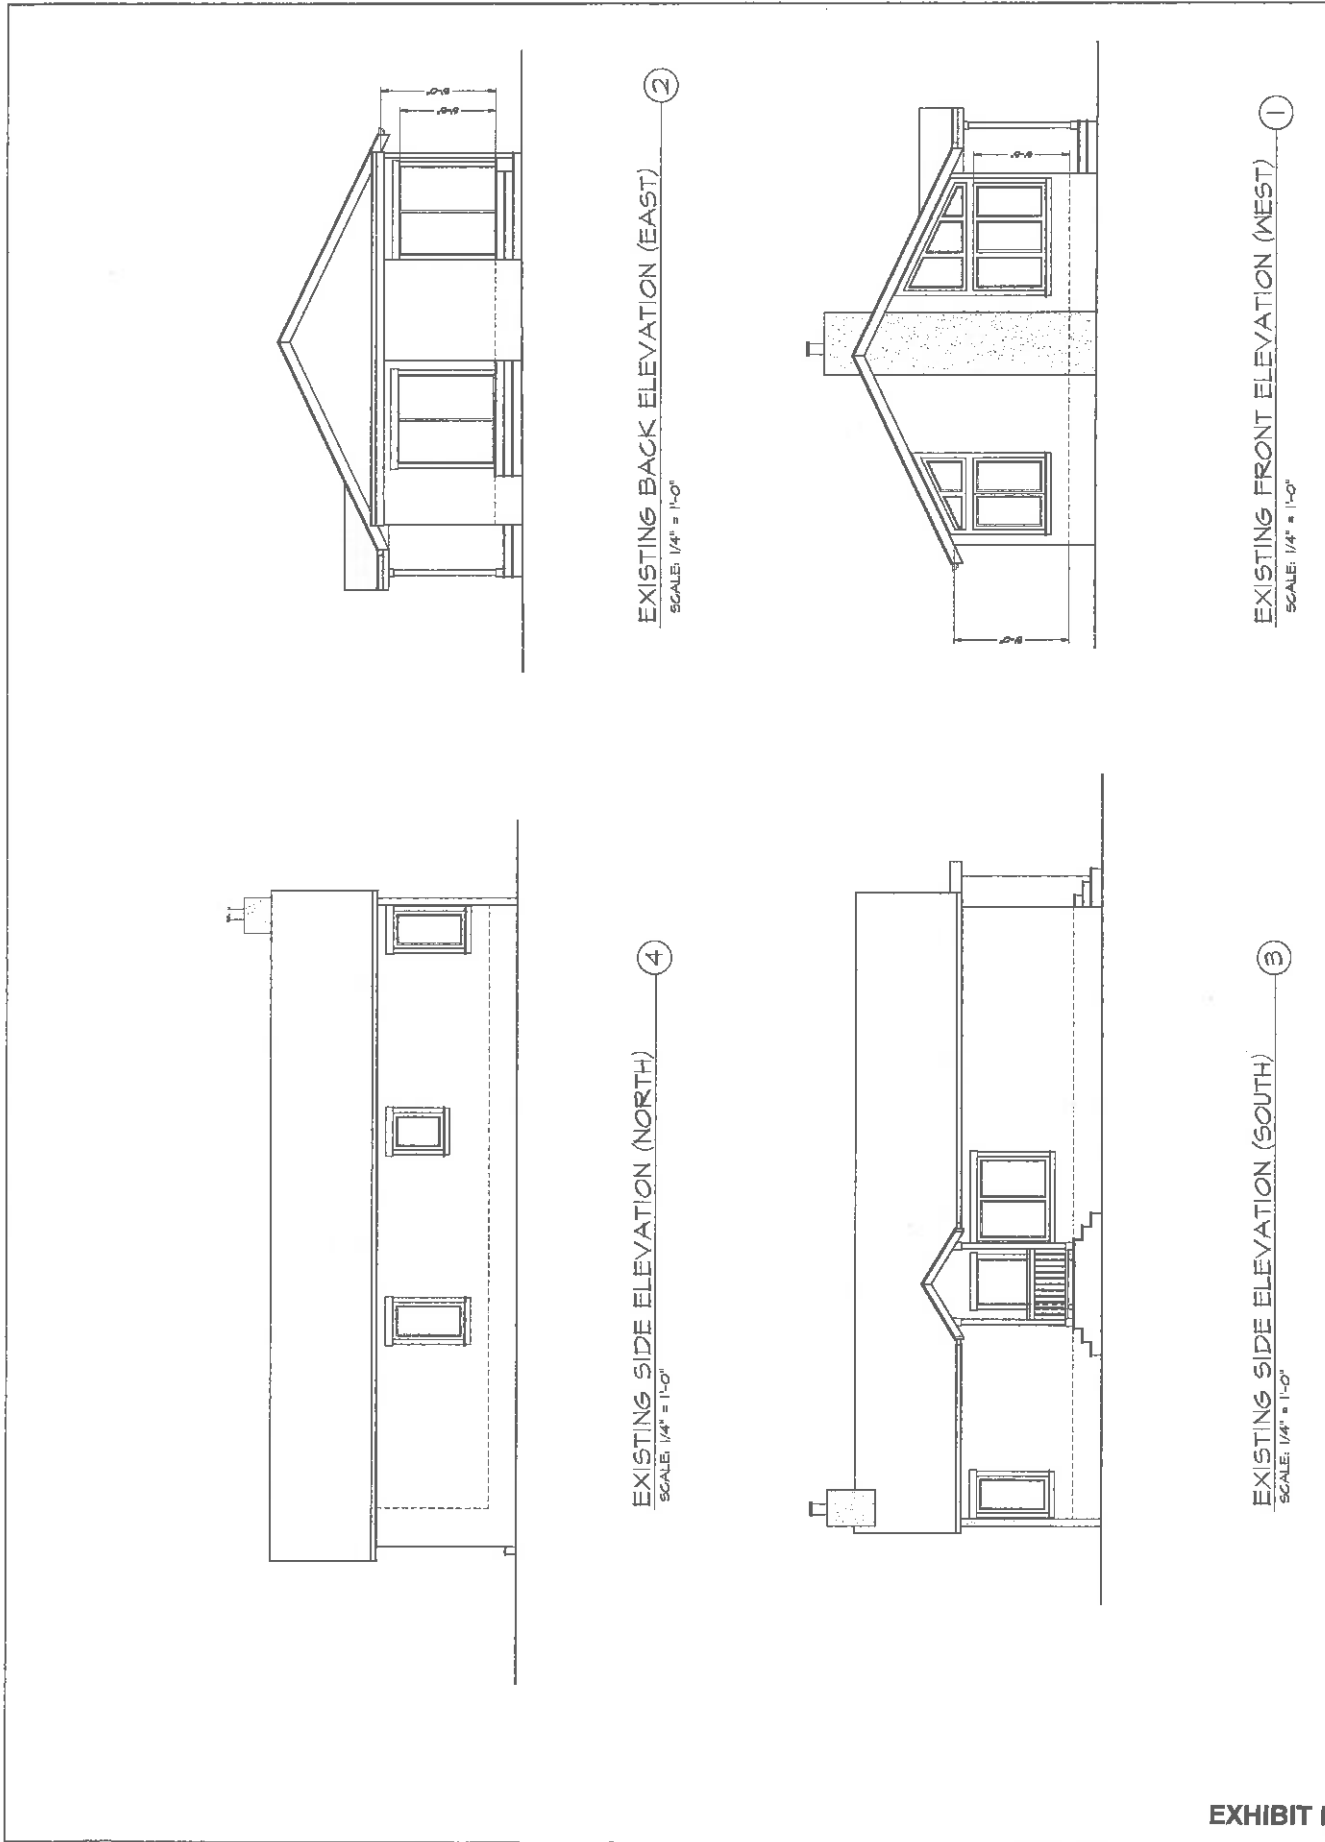 EXISTING BACK ELEVATION (EAST)
SCALE: 1/4" = 1'-0"
2
EXISTING FRONT ELEVATION (WEST)
SCALE: 1/4" = 1'-0"
1
EXISTING SIDE ELEVATION (NORTH)
SCALE: 1/4" = 1'-0"
4
EXISTING SIDE ELEVATION (SOUTH)
SCALE: 1/4" = 1'-0"
3
EXHIBIT